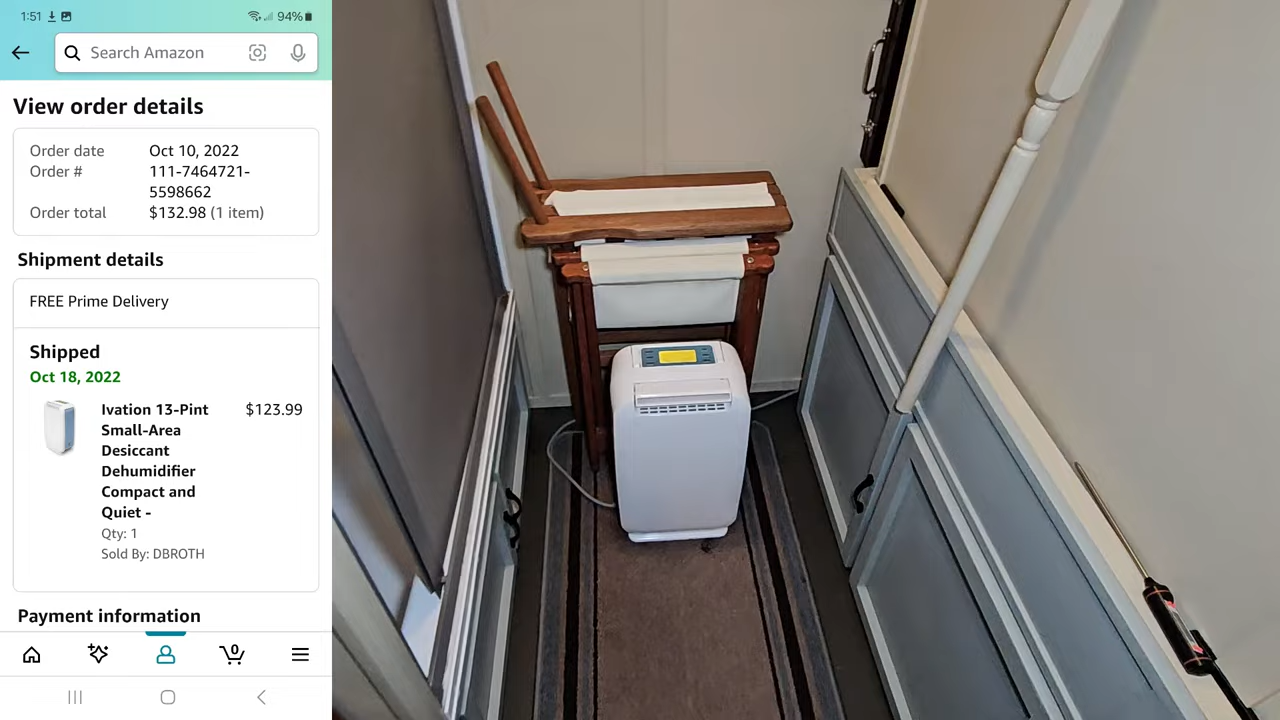 1:51
94%
Search Amazon
View order details
Order date Oct 10, 2022
Order # 111-7464721-
5598662
Order total $132.98 (1 item)
Shipment details
FREE Prime Delivery
Shipped
Oct 18, 2022
Ivation 13-Pint $123.99
Small-Area
Desiccant
Dehumidifier
Compact and
Quiet -
Qty: 1
Sold By: DBROTH
Payment information
0